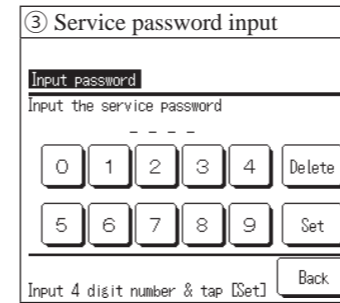 ③ Service password input
Input password
Input the service password
_ _ _ _
0 1 2 3 4 Delete
5 6 7 8 9 Set
Input 4 digit number & tap [Set] Back